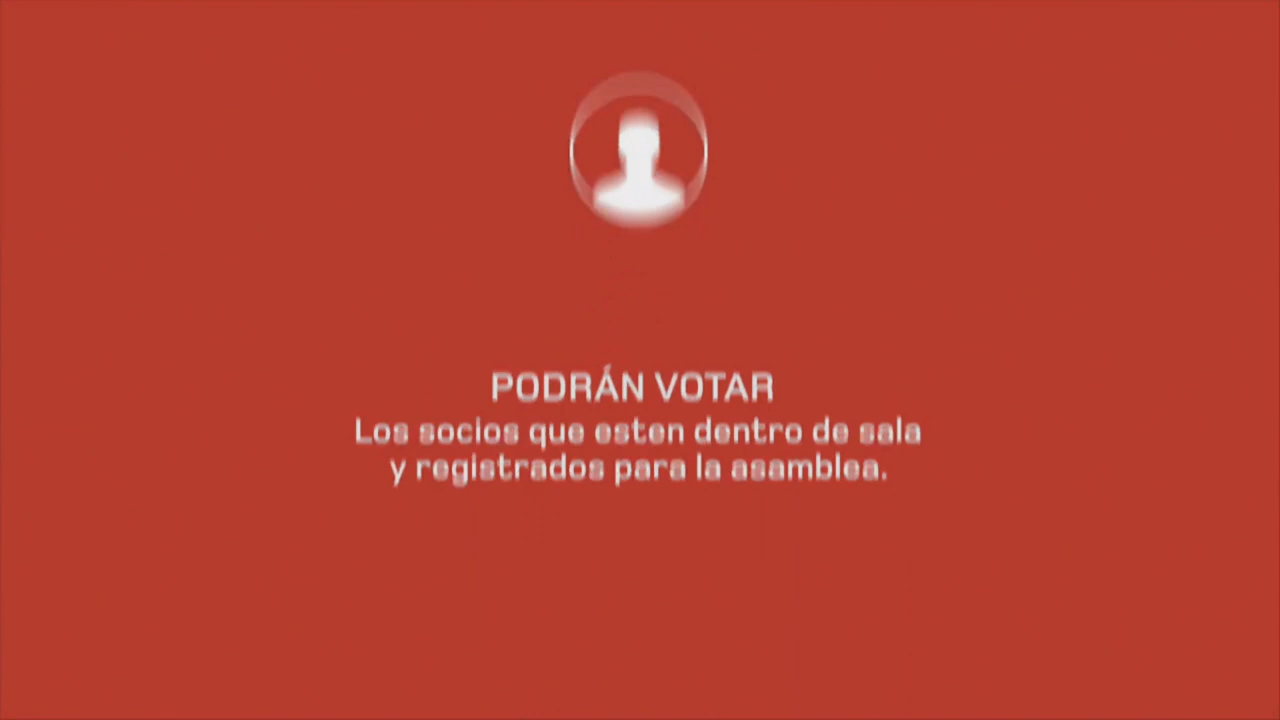 PODRÁN VOTAR
Los socios que esten dentro de sala
y registrados para la asamblea.